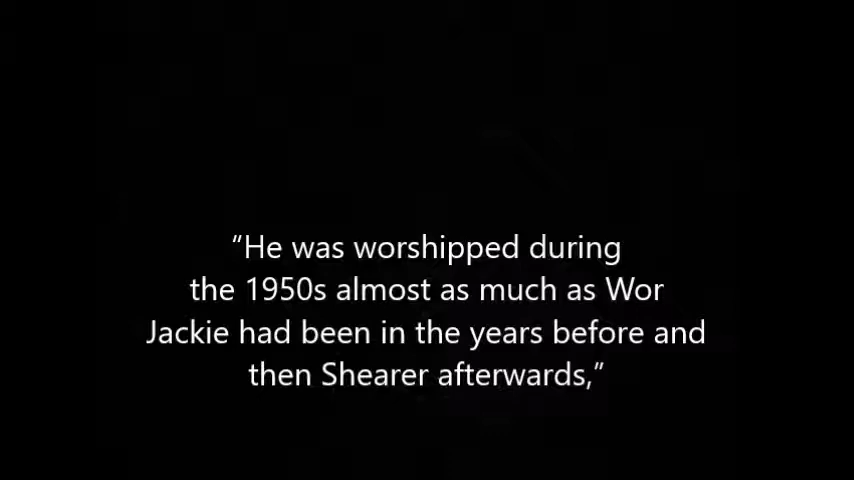 “He was worshipped during
the 1950s almost as much as Wor
Jackie had been in the years before and
then Shearer afterwards,”